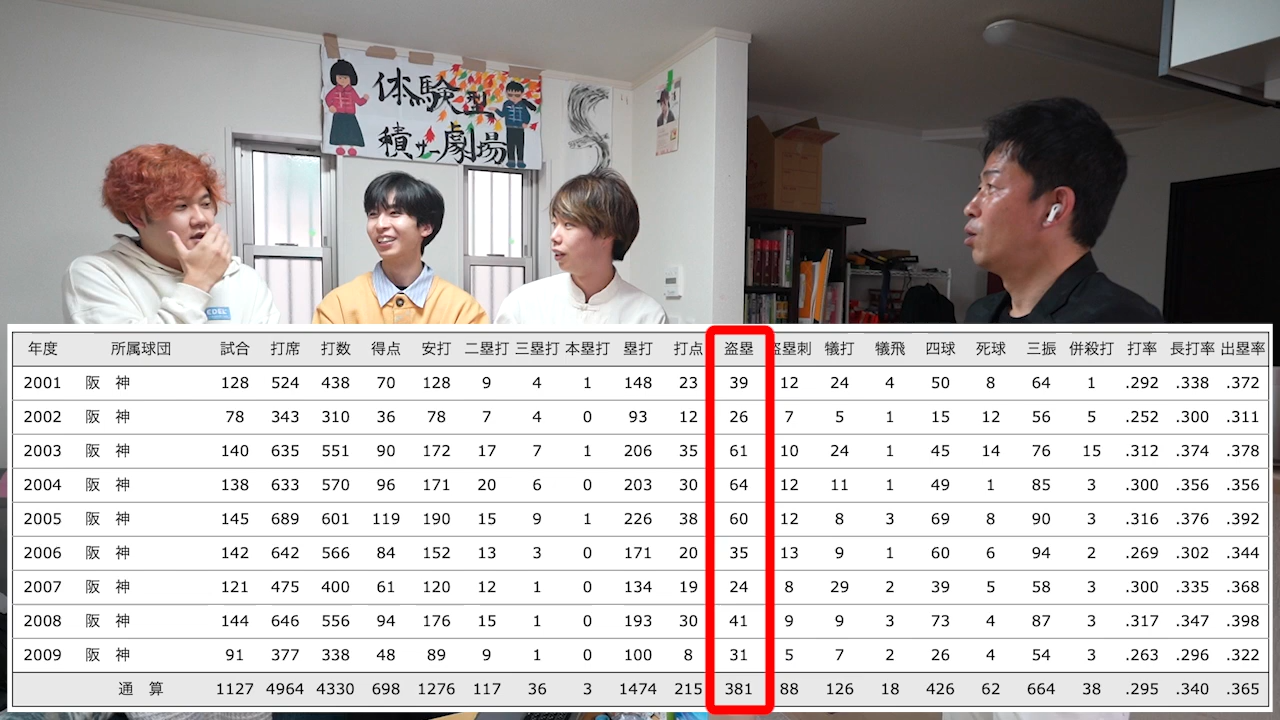 体験型
積サー劇場
S
EDEL
年度 所属球団 試合 打席 打数 得点 安打 二塁打 三塁打 本塁打 塁打 打点 盗塁 盗塁刺 犠打 犠飛 四球 死球 三振 併殺打 打率 長打率 出塁率
2001 阪 神 128 524 438 70 128 9 4 1 148 23 39 12 24 4 50 8 64 1 .292 .338 .372
2002 阪 神 78 343 310 36 78 7 4 0 93 12 26 7 5 1 15 12 56 5 .252 .300 .311
2003 阪 神 140 635 551 90 172 17 7 1 206 35 61 10 24 1 45 14 76 15 .312 .374 .378
2004 阪 神 138 633 570 96 171 20 6 0 203 30 64 12 11 1 49 1 85 3 .300 .356 .356
2005 阪 神 145 689 601 119 190 15 9 1 226 38 60 12 8 3 69 8 90 3 .316 .376 .392
2006 阪 神 142 642 566 84 152 13 3 0 171 20 35 13 9 1 60 6 94 2 .269 .302 .344
2007 阪 神 121 475 400 61 120 12 1 0 134 19 24 8 29 2 39 5 58 3 .300 .335 .368
2008 阪 神 144 646 556 94 176 15 1 0 193 30 41 9 9 3 73 4 87 3 .317 .347 .398
2009 阪 神 91 377 338 48 89 9 1 0 100 8 31 5 7 2 26 4 54 3 .263 .296 .322
通 算 1127 4964 4330 698 1276 117 36 3 1474 215 381 88 126 18 426 62 664 38 .295 .340 .365